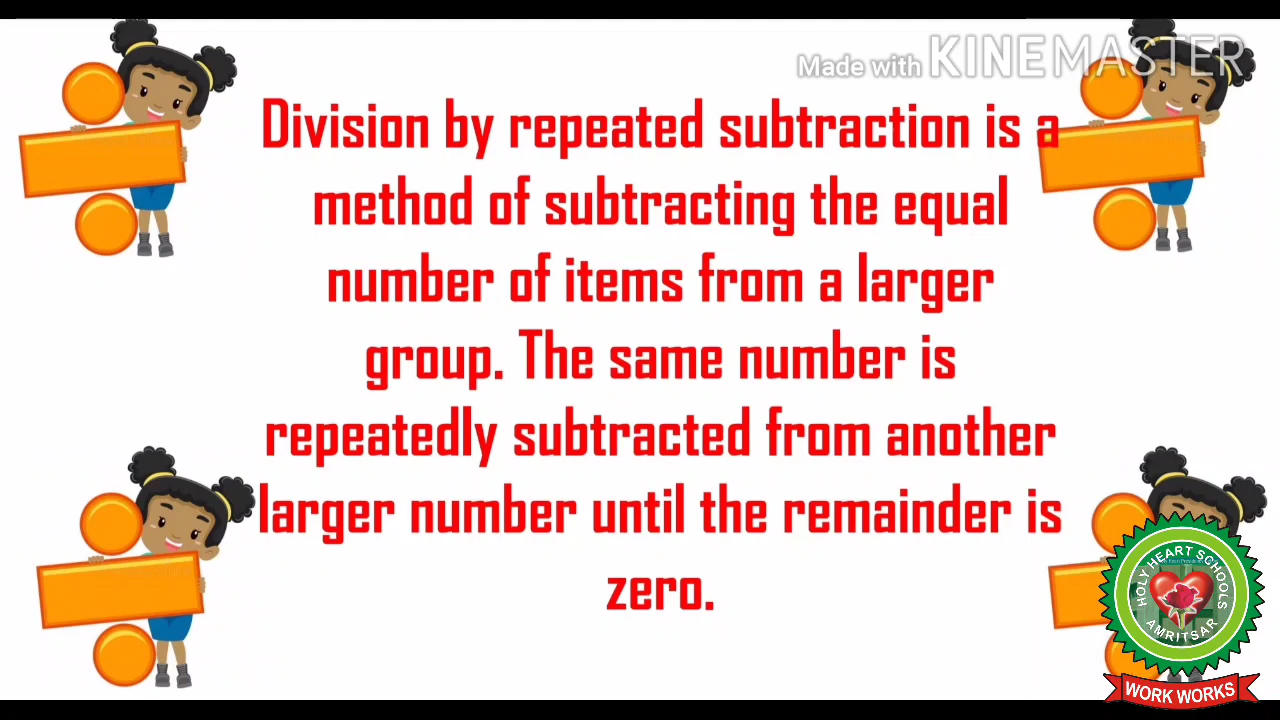 Made with KINEMASTER
Division by repeated subtraction is a
method of subtracting the equal
number of items from a larger
group. The same number is
repeatedly subtracted from another
larger number until the remainder is
zero.
HOLY HEART SCHOOLS
AMRITSAR
WORK WORKS